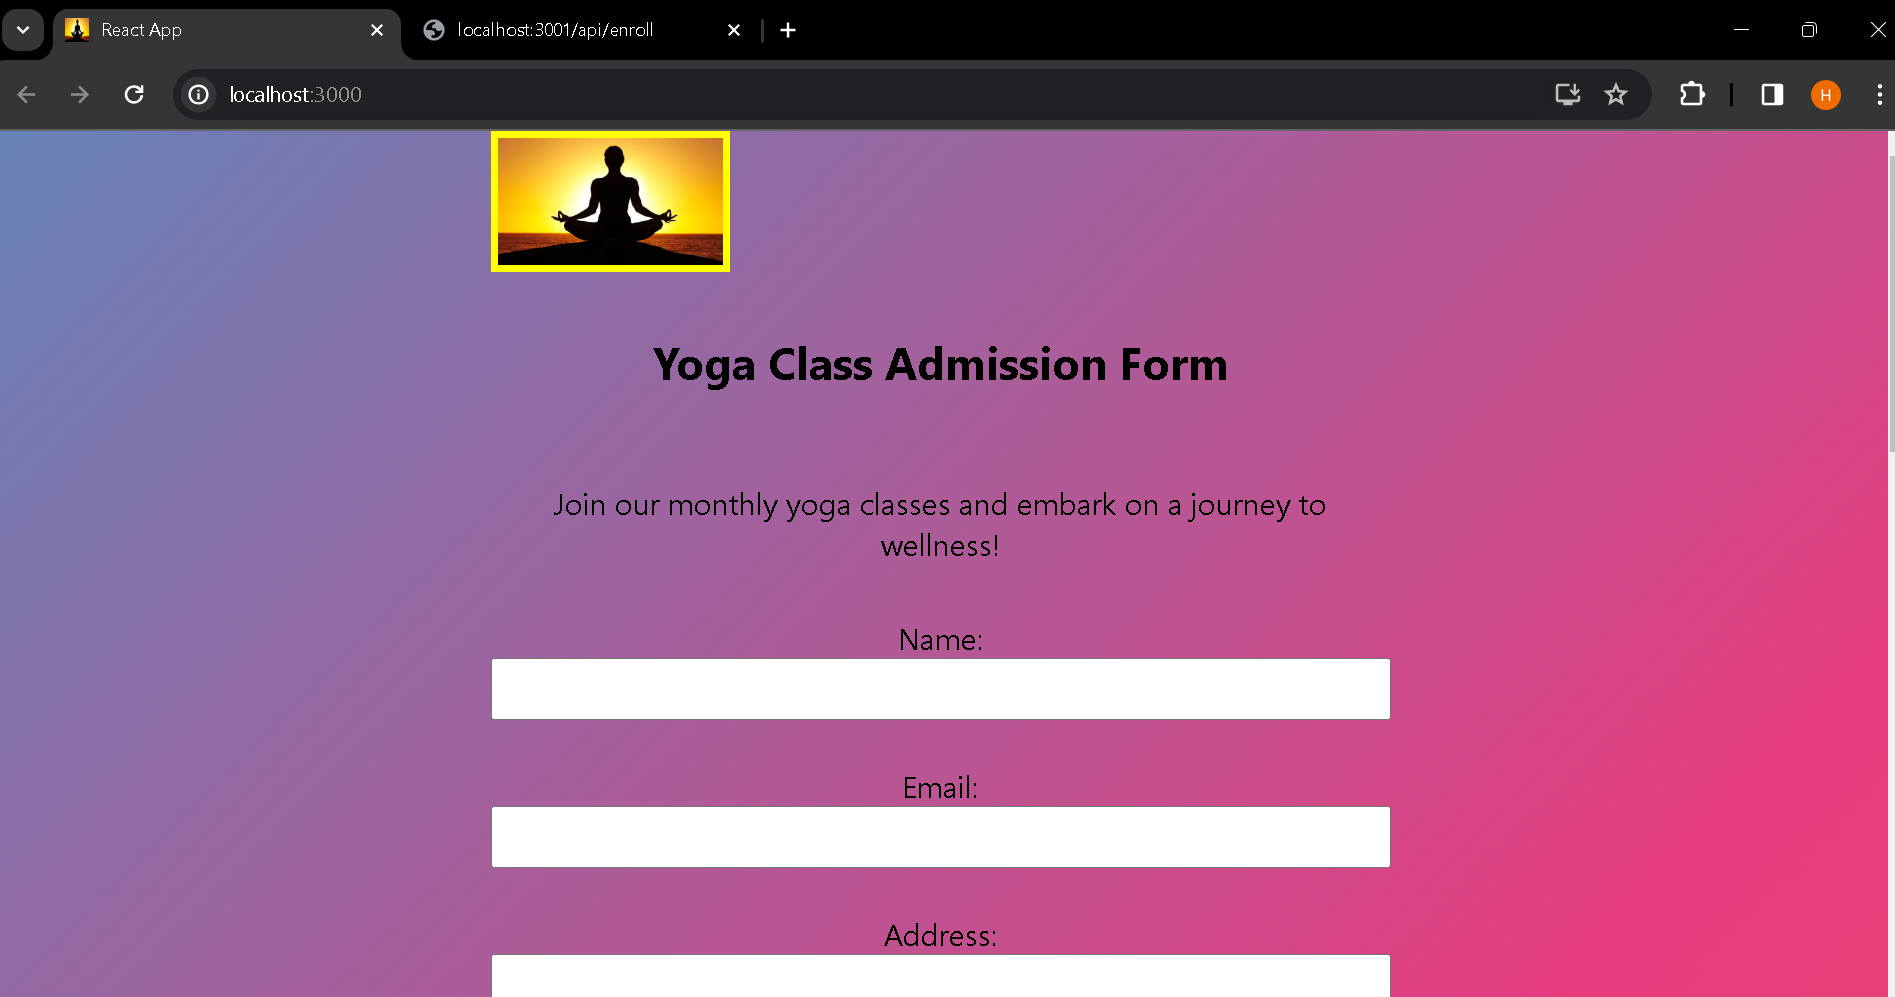 React App
localhost:3001/api/enroll
localhost:3000
H
Yoga Class Admission Form
Join our monthly yoga classes and embark on a journey to
wellness!
Name:
Email:
Address: